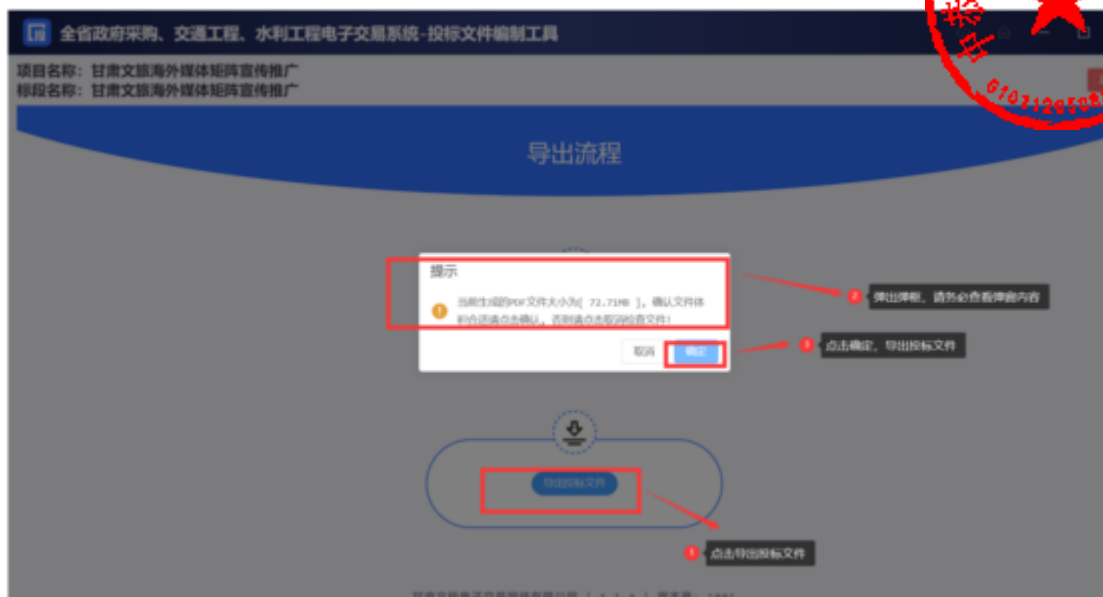 全省政府采购、交通工程、水利工程电子交易系统-投标文件编制工具
项目名称：甘肃文旅海外媒体矩阵宣传推广
标段名称：甘肃文旅海外媒体矩阵宣传推广
导出流程
提示
当前生成的PDF文件大小为[ 72.71MB ]，确认文件体
积合适请点击确认，否则请点击取消检查文件!
取消 确定
2 弹出弹框，请务必查看弹窗内容
3 点击确定，导出投标文件
导出投标文件
1 点击导出投标文件